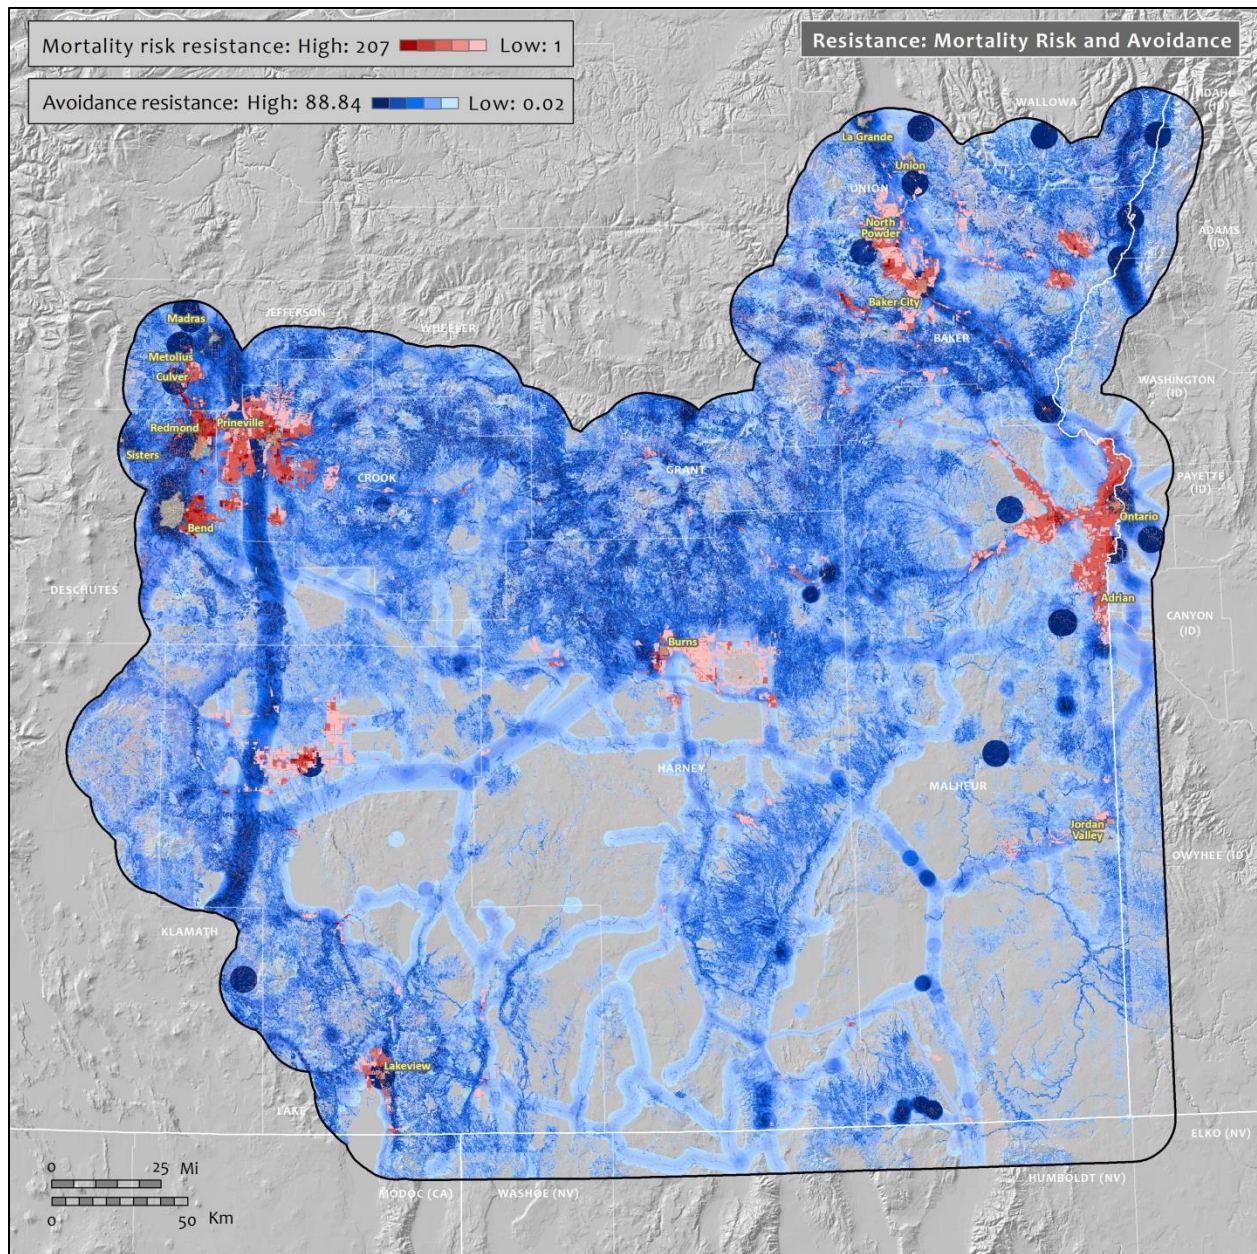 Mortality risk resistance: High: 207 Low: 1
Resistance: Mortality Risk and Avoidance
Avoidance resistance: High: 88.84 Low: 0.02
WALLOWA
IDAHO
(ID)
La Grande
Union
UNION
North
Powder
ADAMS
(ID)
Baker City
BAKER
Madras
JEFFERSON
WHEELER
Metolius
Culver
WASHINGTON
(ID)
Redmond
Prineville
Sisters
CROOK
GRANT
PAYETTE
(ID)
Bend
Ontario
DESCHUTES
Adrian
CANYON
(ID)
Burns
HARNEY
MALHEUR
Jordan
Valley
OWYHEE (ID)
KLAMATH
Lakeview
LAKE
ELKO (NV)
0 25 Mi
0 50 Km
MODOC (CA)
WASHOE (NV)
HUMBOLDT (NV)